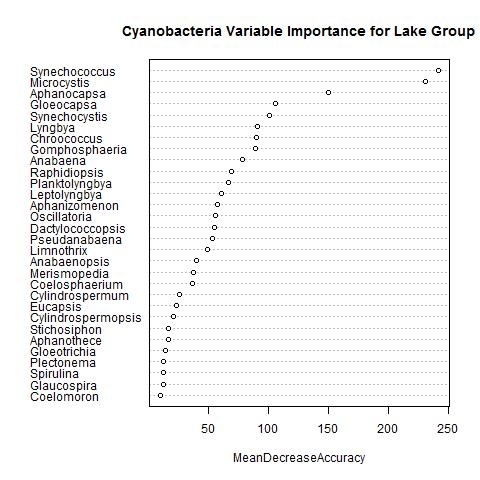 Cyanobacteria Variable Importance for Lake Group
Synechococcus
Microcystis
Aphanocapsa
Gloeocapsa
Synechocystis
Lyngbya
Chroococcus
Gomphosphaeria
Anabaena
Raphidiopsis
Planktolyngbya
Leptolyngbya
Aphanizomenon
Oscillatoria
Dactylococcopsis
Pseudanabaena
Limnothrix
Anabaenopsis
Merismopedia
Coelosphaerium
Cylindrospermum
Eucapsis
Cylindrospermopsis
Stichosiphon
Aphanothece
Gloeotrichia
Plectonema
Spirulina
Glaucospira
Coelomoron
50 100 150 200 250
MeanDecreaseAccuracy